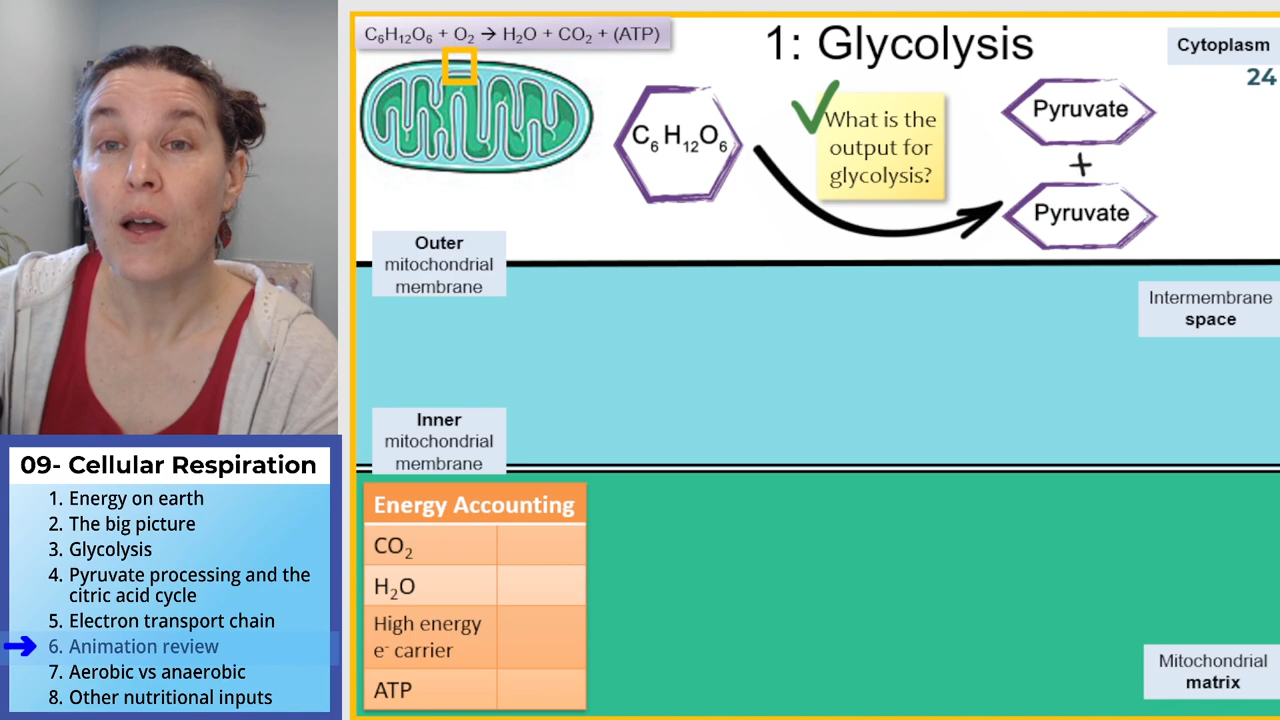 C₆H₁₂O₆ + O₂ → H₂O + CO₂ + (ATP)
1: Glycolysis
Cytoplasm
24
C₆H₁₂O₆
What is the
output for
glycolysis?
Pyruvate
+
Pyruvate
Outer
mitochondrial
membrane
Intermembrane
space
Inner
mitochondrial
membrane
Energy Accounting
CO₂
H₂O
High energy
e⁻ carrier
ATP
Mitochondrial
matrix
09- Cellular Respiration
1. Energy on earth
2. The big picture
3. Glycolysis
4. Pyruvate processing and the
citric acid cycle
5. Electron transport chain
6. Animation review
7. Aerobic vs anaerobic
8. Other nutritional inputs